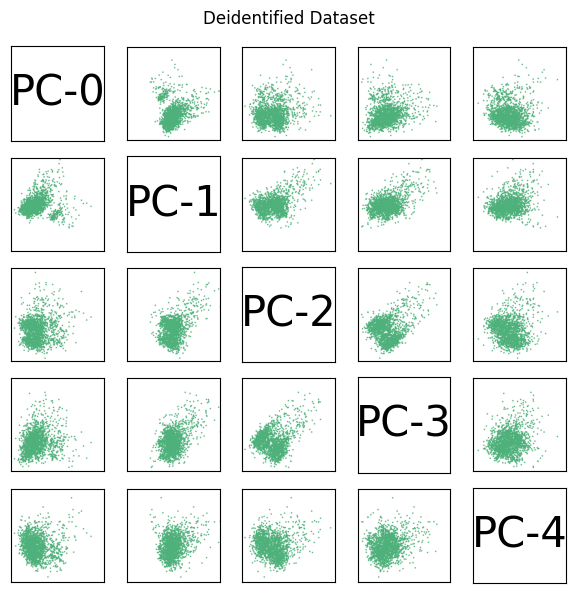 Deidentified Dataset
PC-0
PC-1
PC-2
PC-3
PC-4